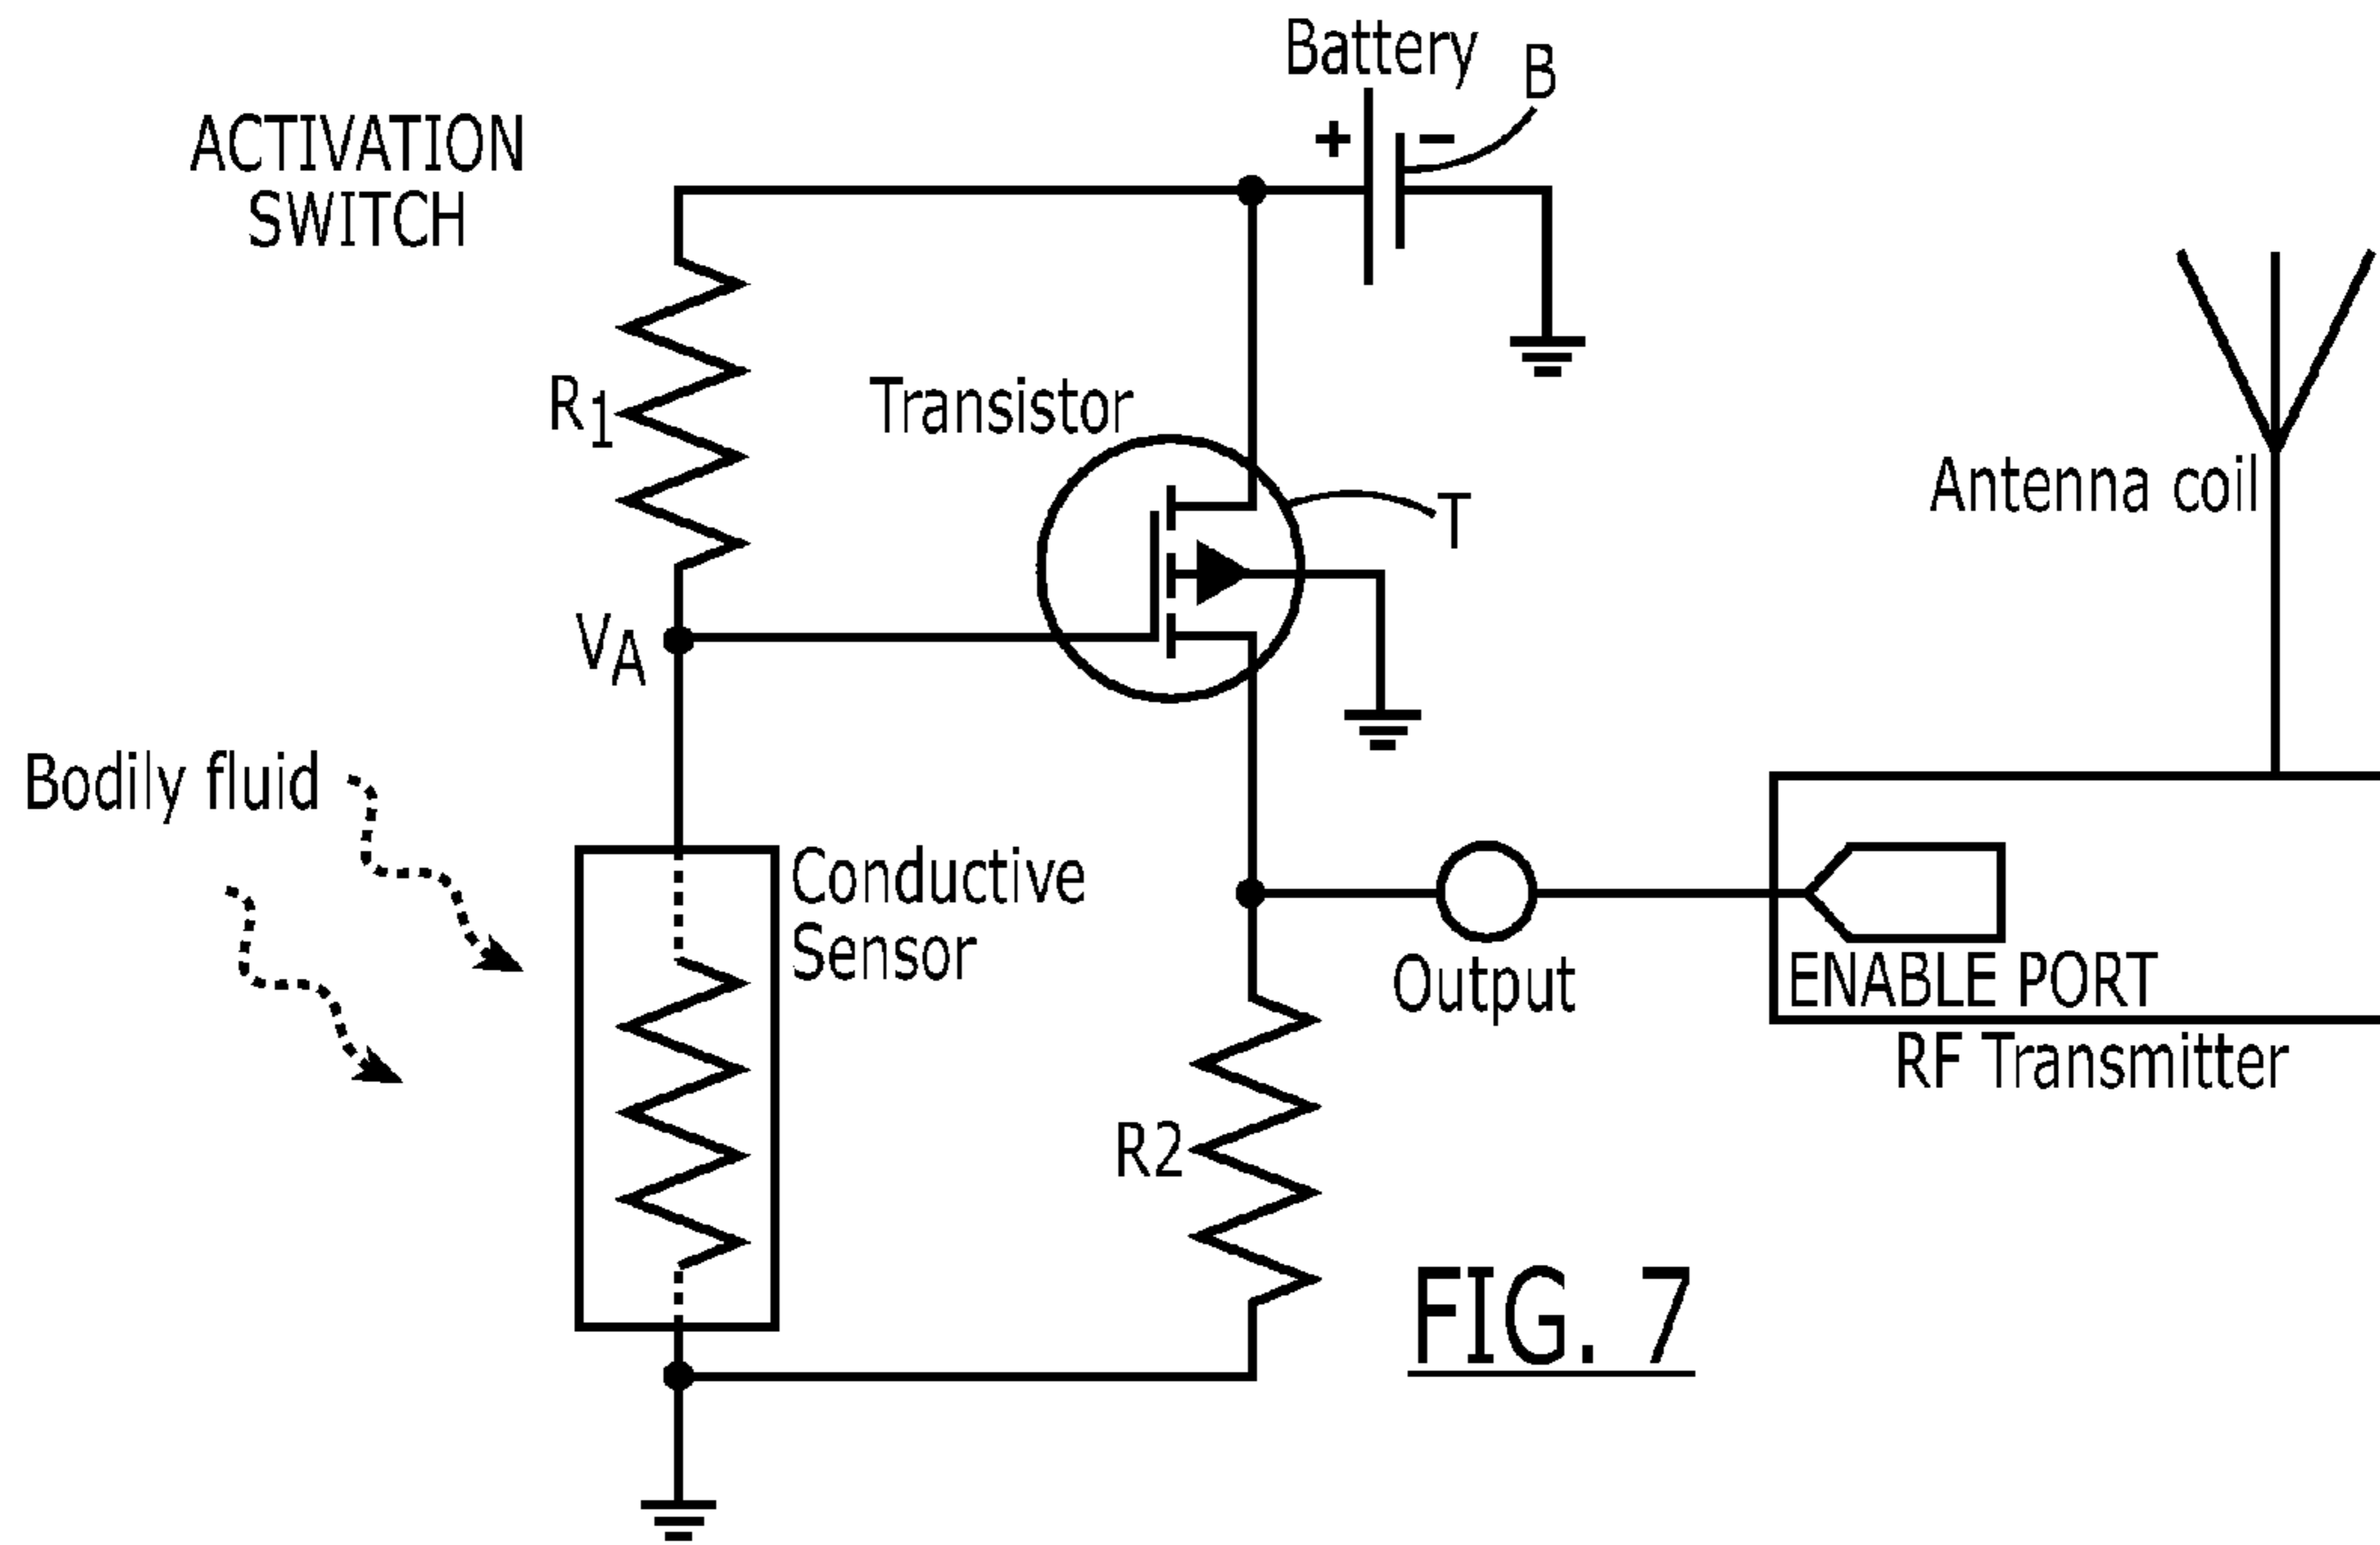 Battery
B
ACTIVATION
SWITCH
+ −
R1
Transistor
T
Antenna coil
VA
Bodily fluid
Conductive
Sensor
Output
ENABLE PORT
RF Transmitter
R2
FIG. 7